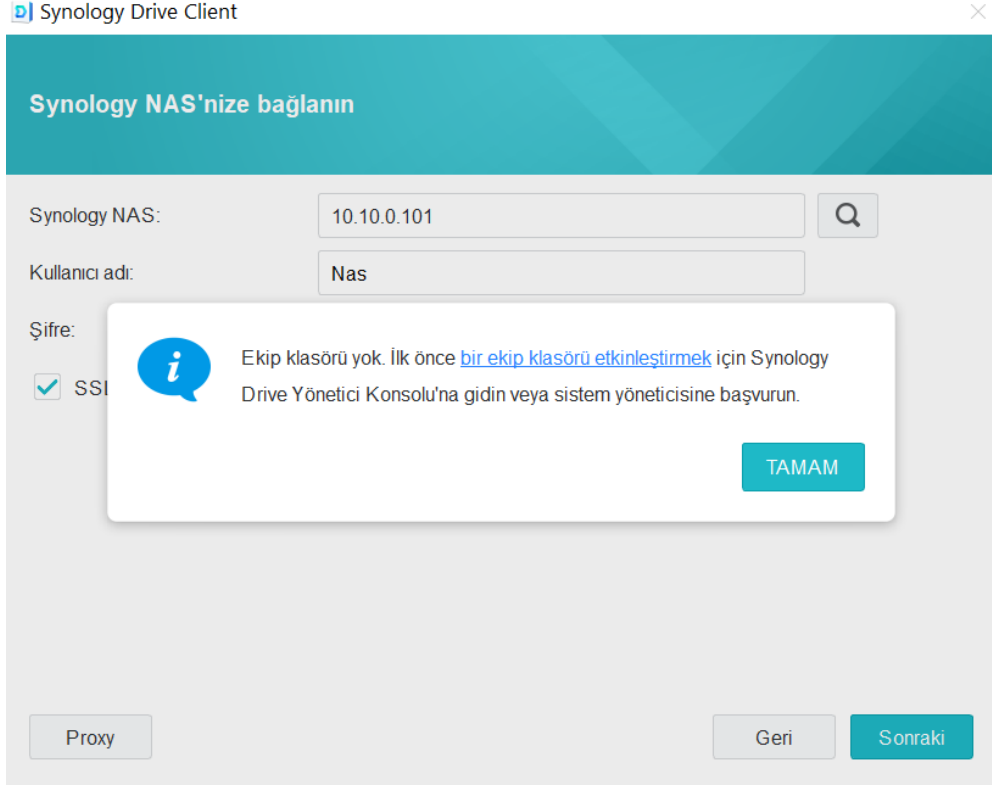 Synology Drive Client
Synology NAS'nize bağlanın
Synology NAS:
10.10.0.101
Kullanıcı adı:
Nas
Şifre:
Ekip klasörü yok. İlk önce bir ekip klasörü etkinleştirmek için Synology
Drive Yönetici Konsolu'na gidin veya sistem yöneticisine başvurun.
SSl
TAMAM
Proxy
Geri
Sonraki